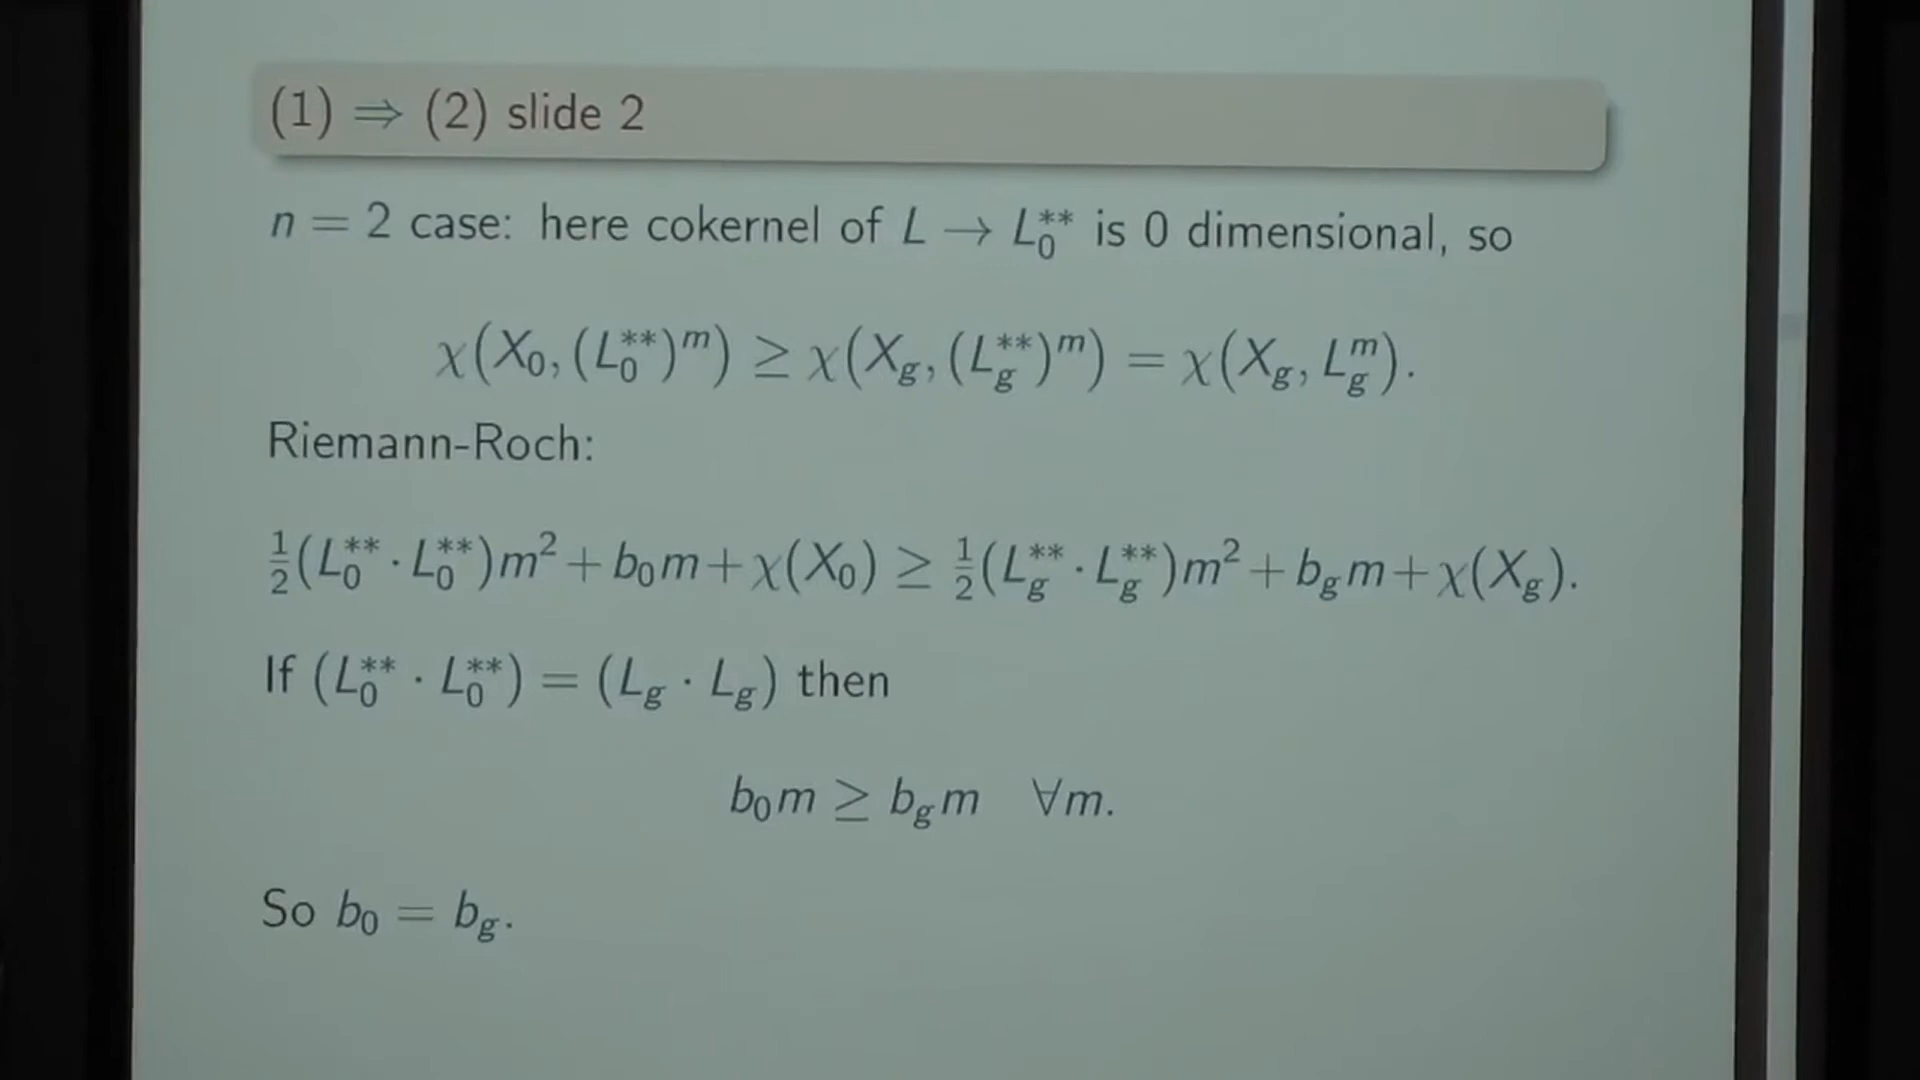 (1) ⇒ (2) slide 2
n = 2 case: here cokernel of L → L₀** is 0 dimensional, so
χ(X₀, (L₀**)ᵐ) ≥ χ(X_g, (L_g**)ᵐ) = χ(X_g, L_gᵐ).
Riemann-Roch:
½(L₀** · L₀**)m² + b₀m + χ(X₀) ≥ ½(L_g** · L_g**)m² + b_gm + χ(X_g).
If (L₀** · L₀**) = (L_g · L_g) then
b₀m ≥ b_gm ∀m.
So b₀ = b_g.